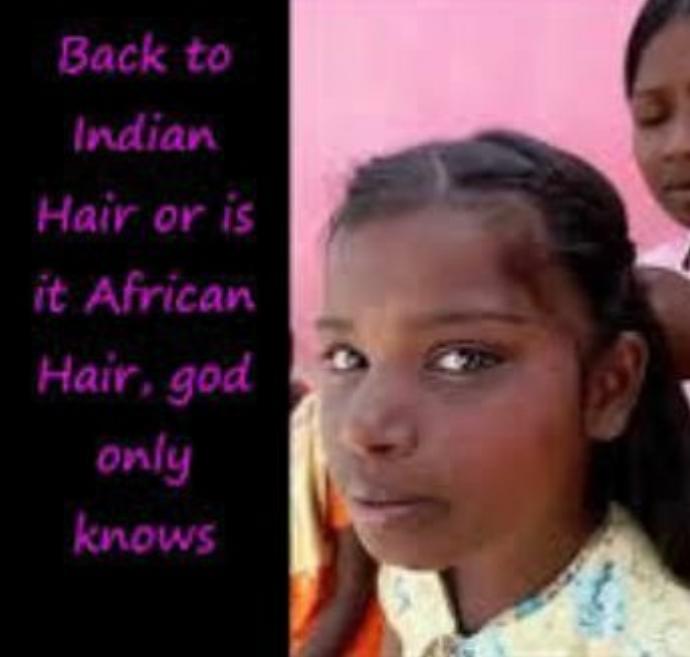 Back to
Indian
Hair or is
it African
Hair, god
only
knows